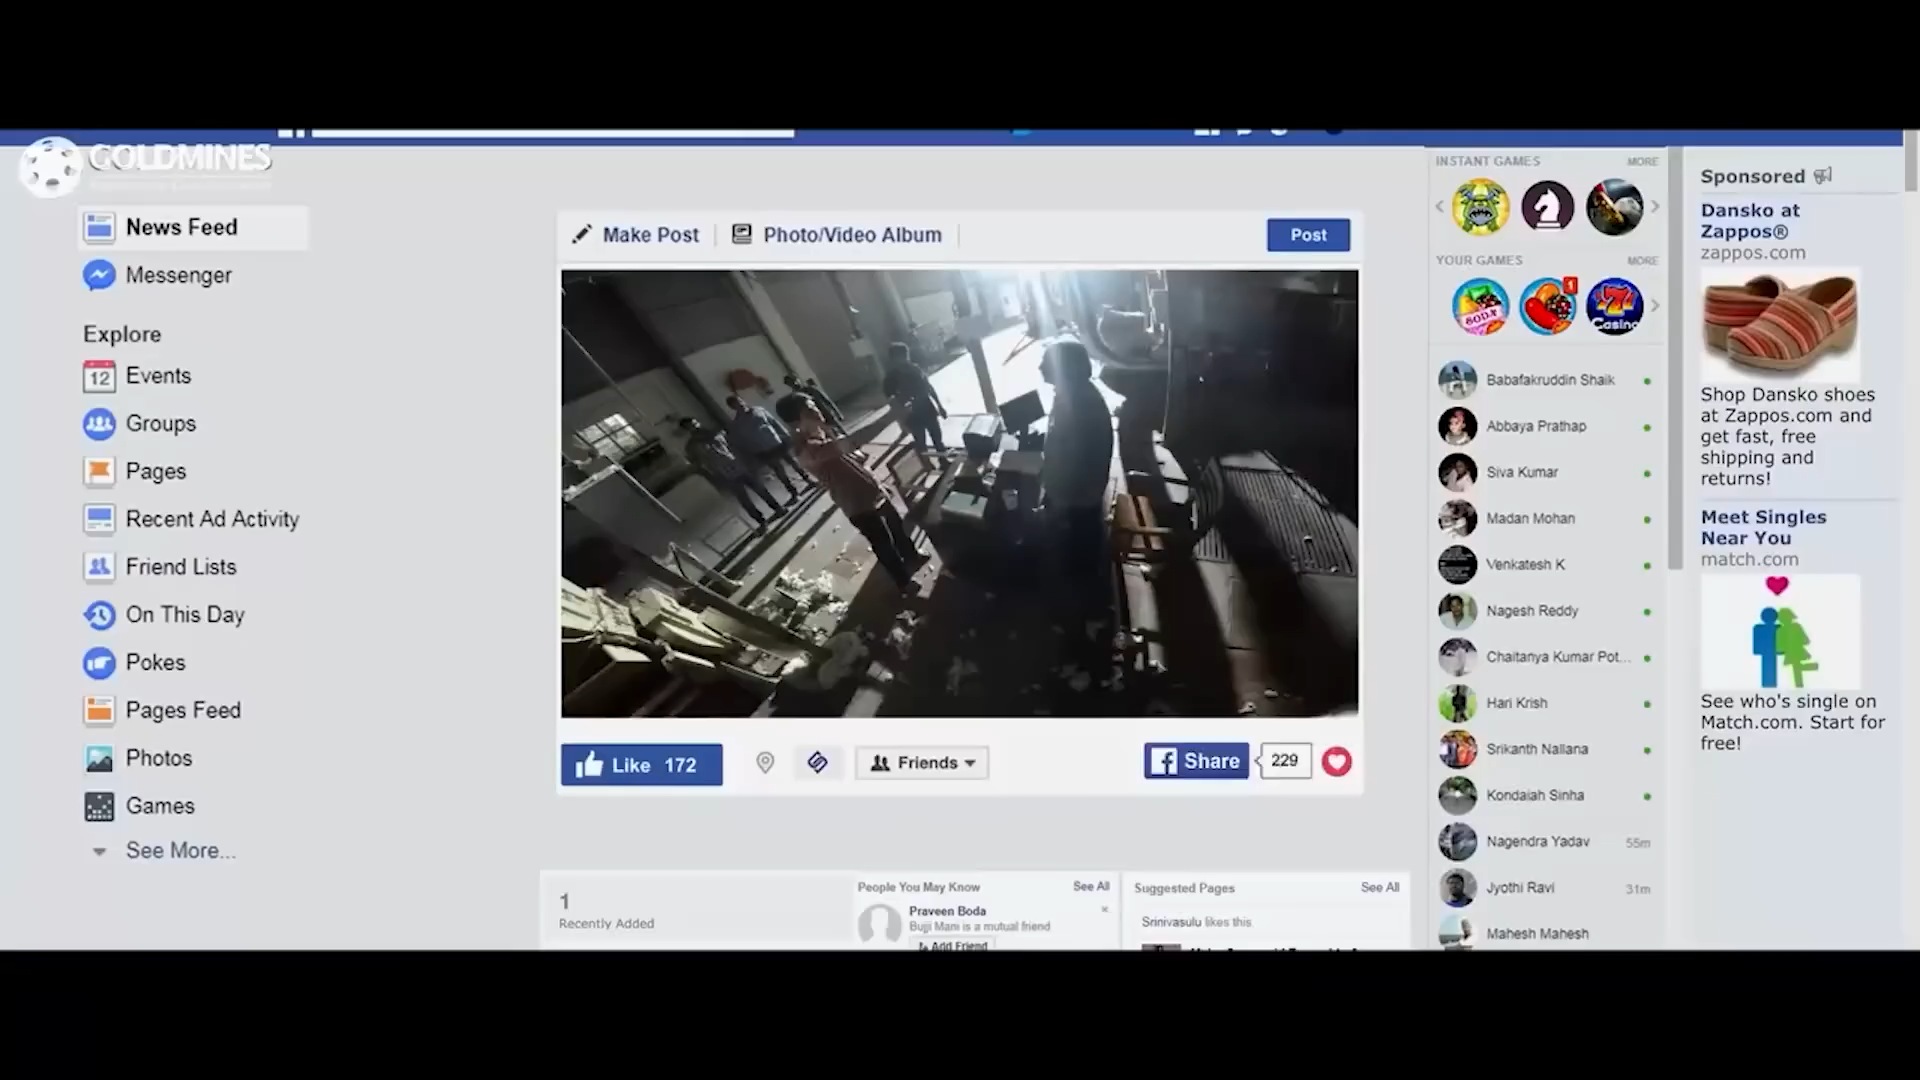 GOLDMINES
News Feed
Messenger
Explore
12
Events
Groups
Pages
Recent Ad Activity
Friend Lists
On This Day
Pokes
Pages Feed
Photos
Games
See More...
Make Post
Photo/Video Album
Post
Like 172
Friends
Share
229
1
Recently Added
People You May Know
See All
Praveen Boda
Bujji Mani is a mutual friend
Add Friend
Suggested Pages
See All
Srinivasulu likes this
INSTANT GAMES
MORE
YOUR GAMES
MORE
SODA
1
777
Casino
Babafakruddin Shaik
Abbaya Prathap
Siva Kumar
Madan Mohan
Venkatesh K
Nagesh Reddy
Chaitanya Kumar Pot...
Hari Krish
Srikanth Nallana
Kondaiah Sinha
Nagendra Yadav 55m
Jyothi Ravi 31m
Mahesh Mahesh
Sponsored
Dansko at
Zappos®
zappos.com
Shop Dansko shoes
at Zappos.com and
get fast, free
shipping and
returns!
Meet Singles
Near You
match.com
See who's single on
Match.com. Start for
free!